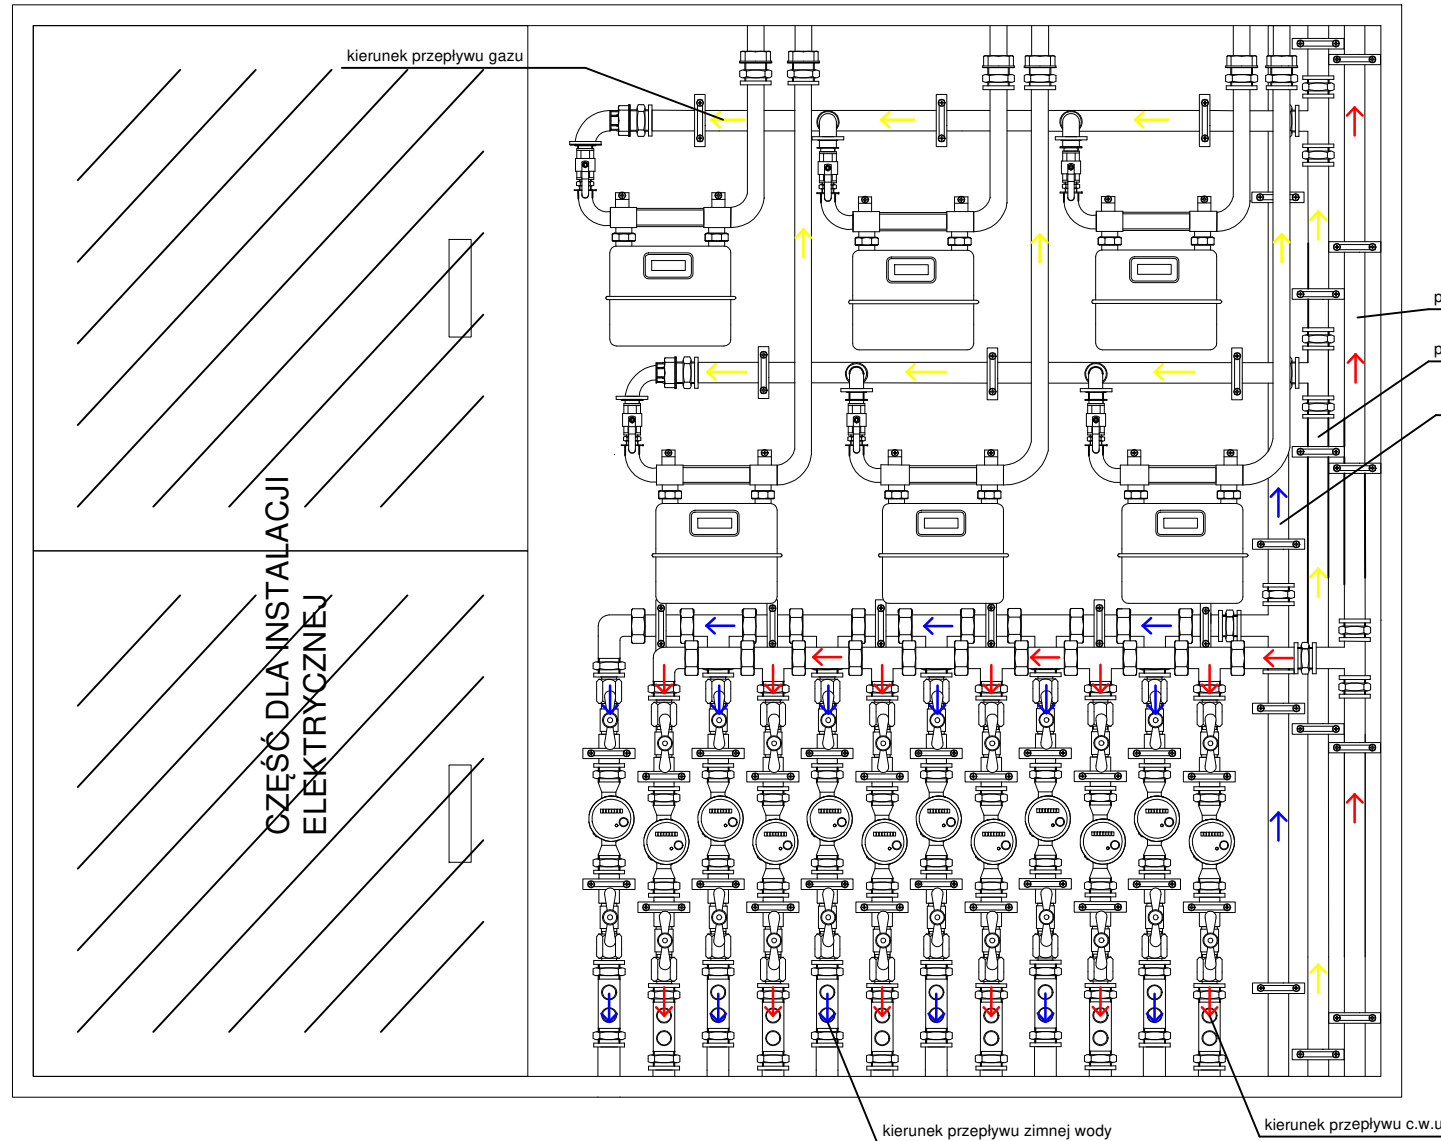 kierunek przepływu gazu
p
p
CZĘŚĆ DLA INSTALACJI
ELEKTRYCZNEJ
kierunek przepływu zimnej wody
kierunek przepływu c.w.u